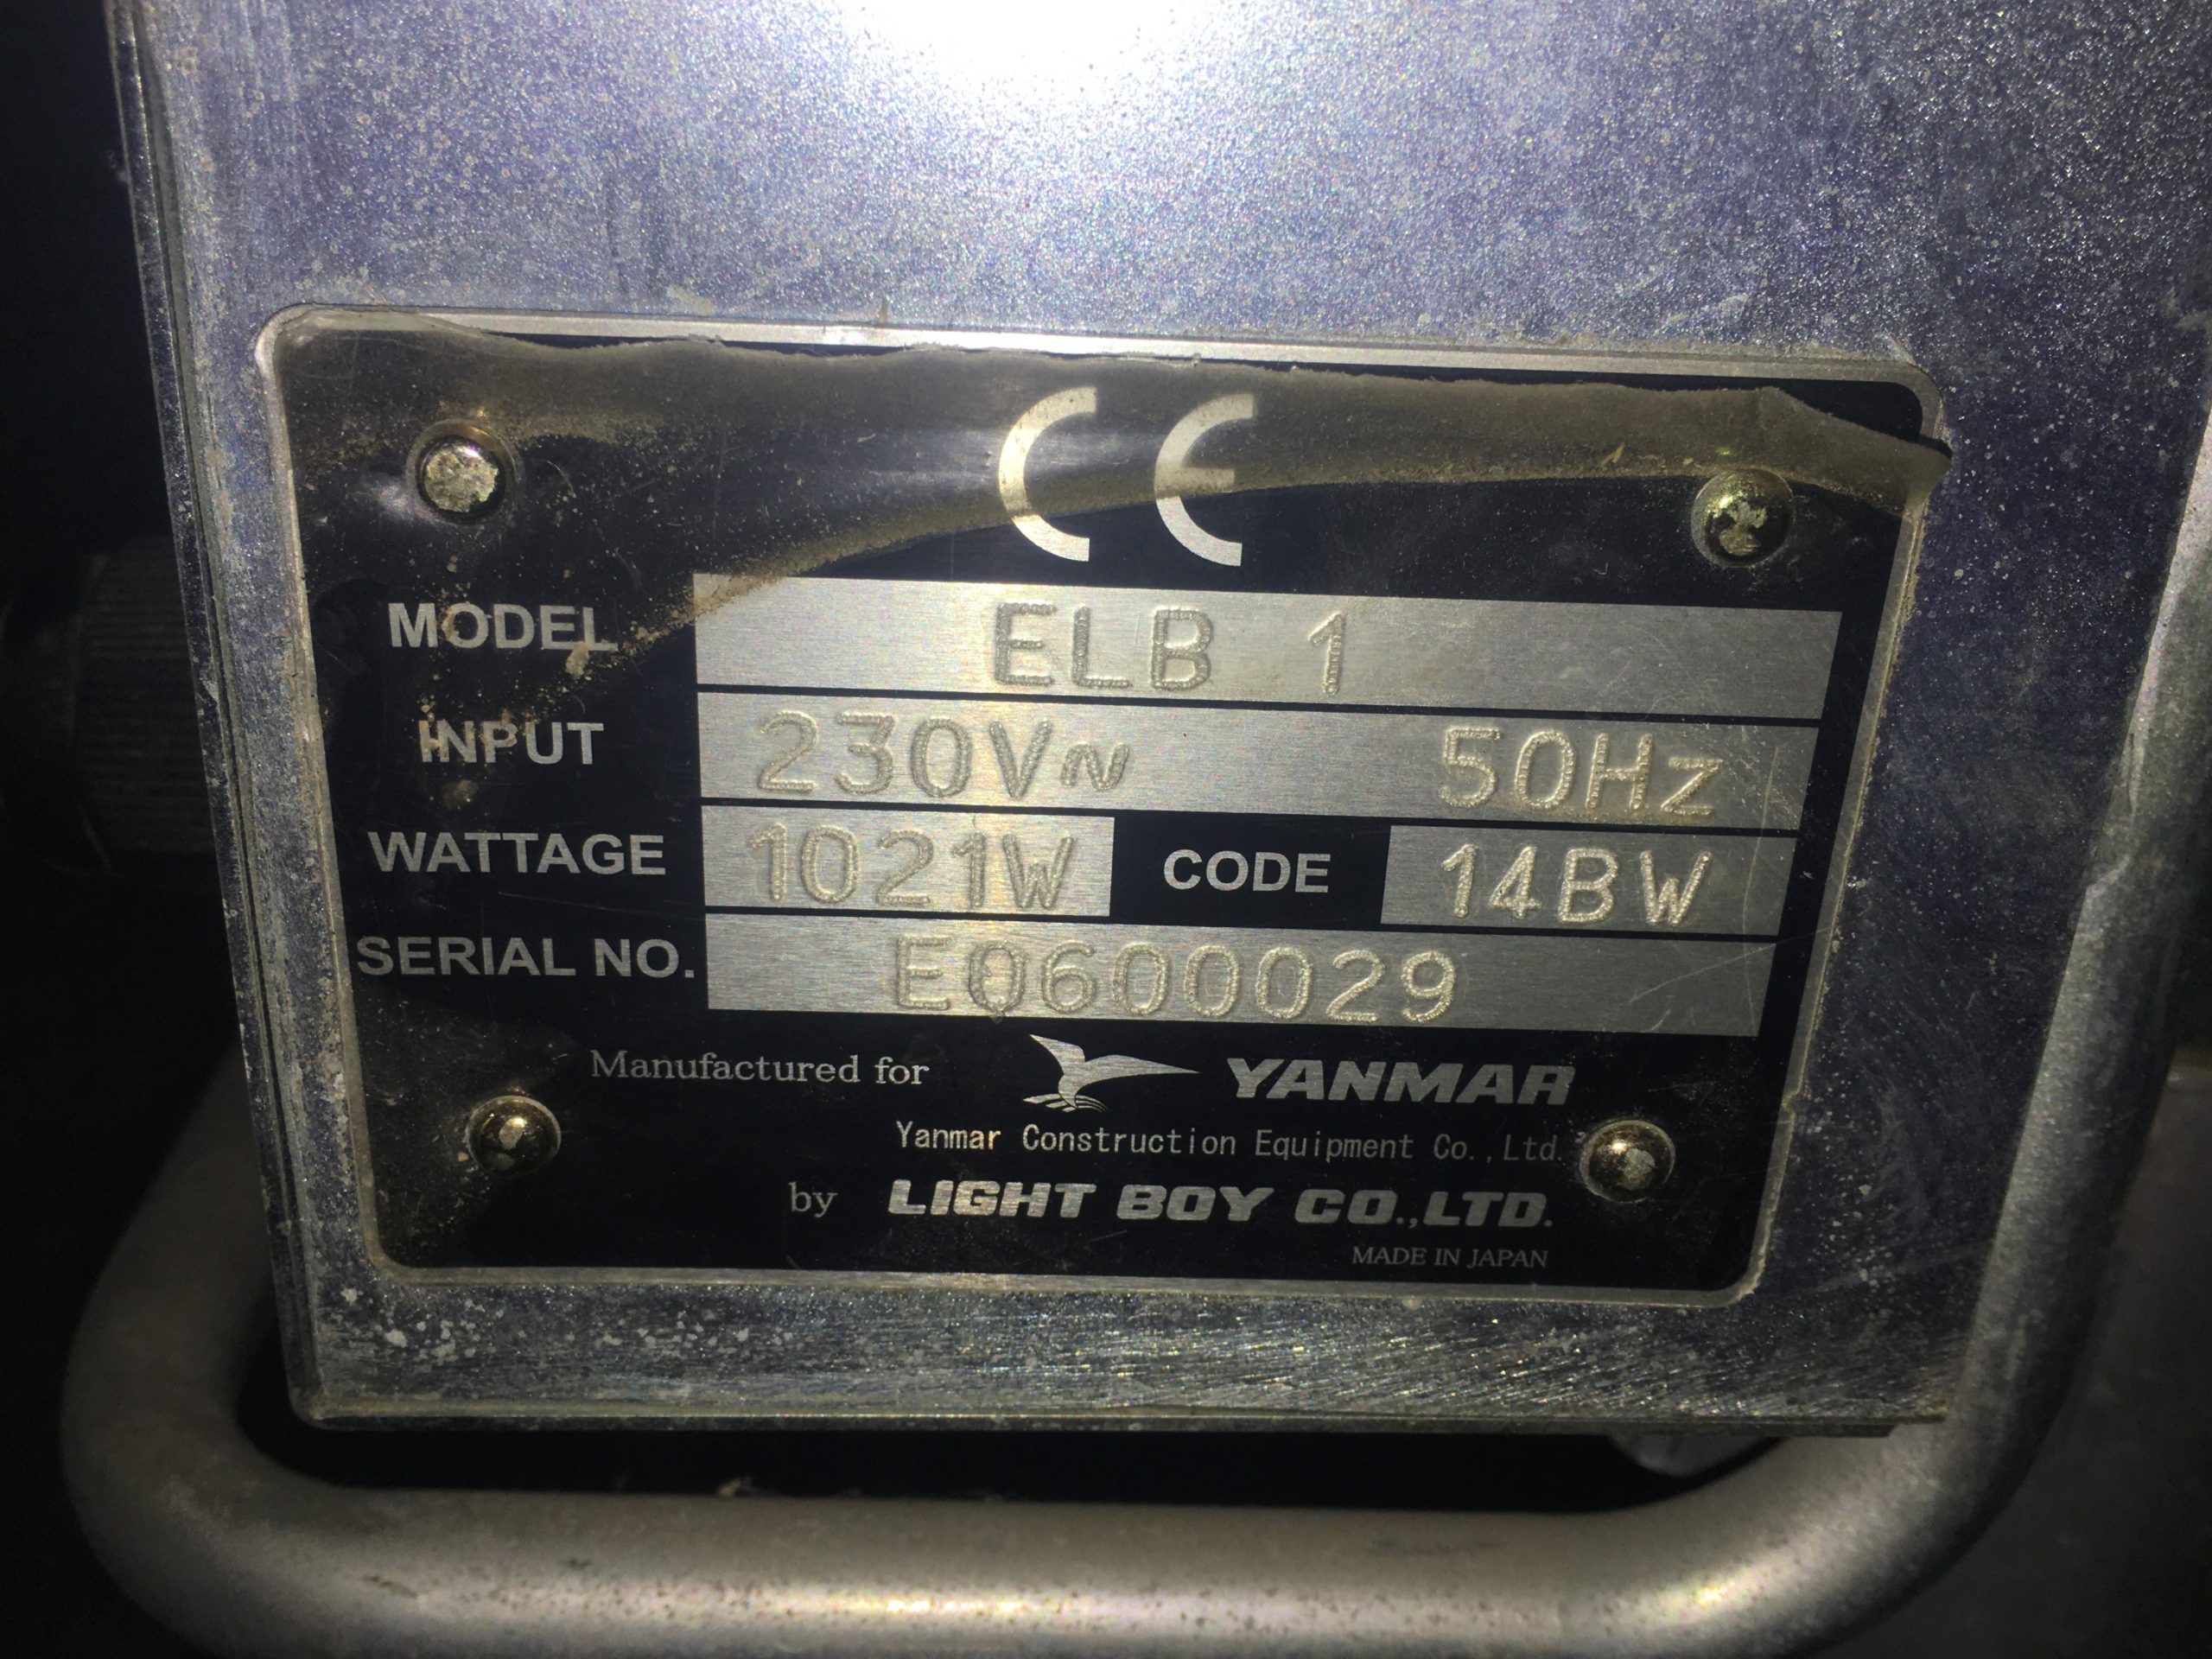 CE
MODEL ELB 1
INPUT 230V~ 50Hz
WATTAGE 1021W CODE 14BW
SERIAL NO. E0600029
Manufactured for YANMAR
Yanmar Construction Equipment Co.,Ltd.
by LIGHT BOY CO.,LTD.
MADE IN JAPAN